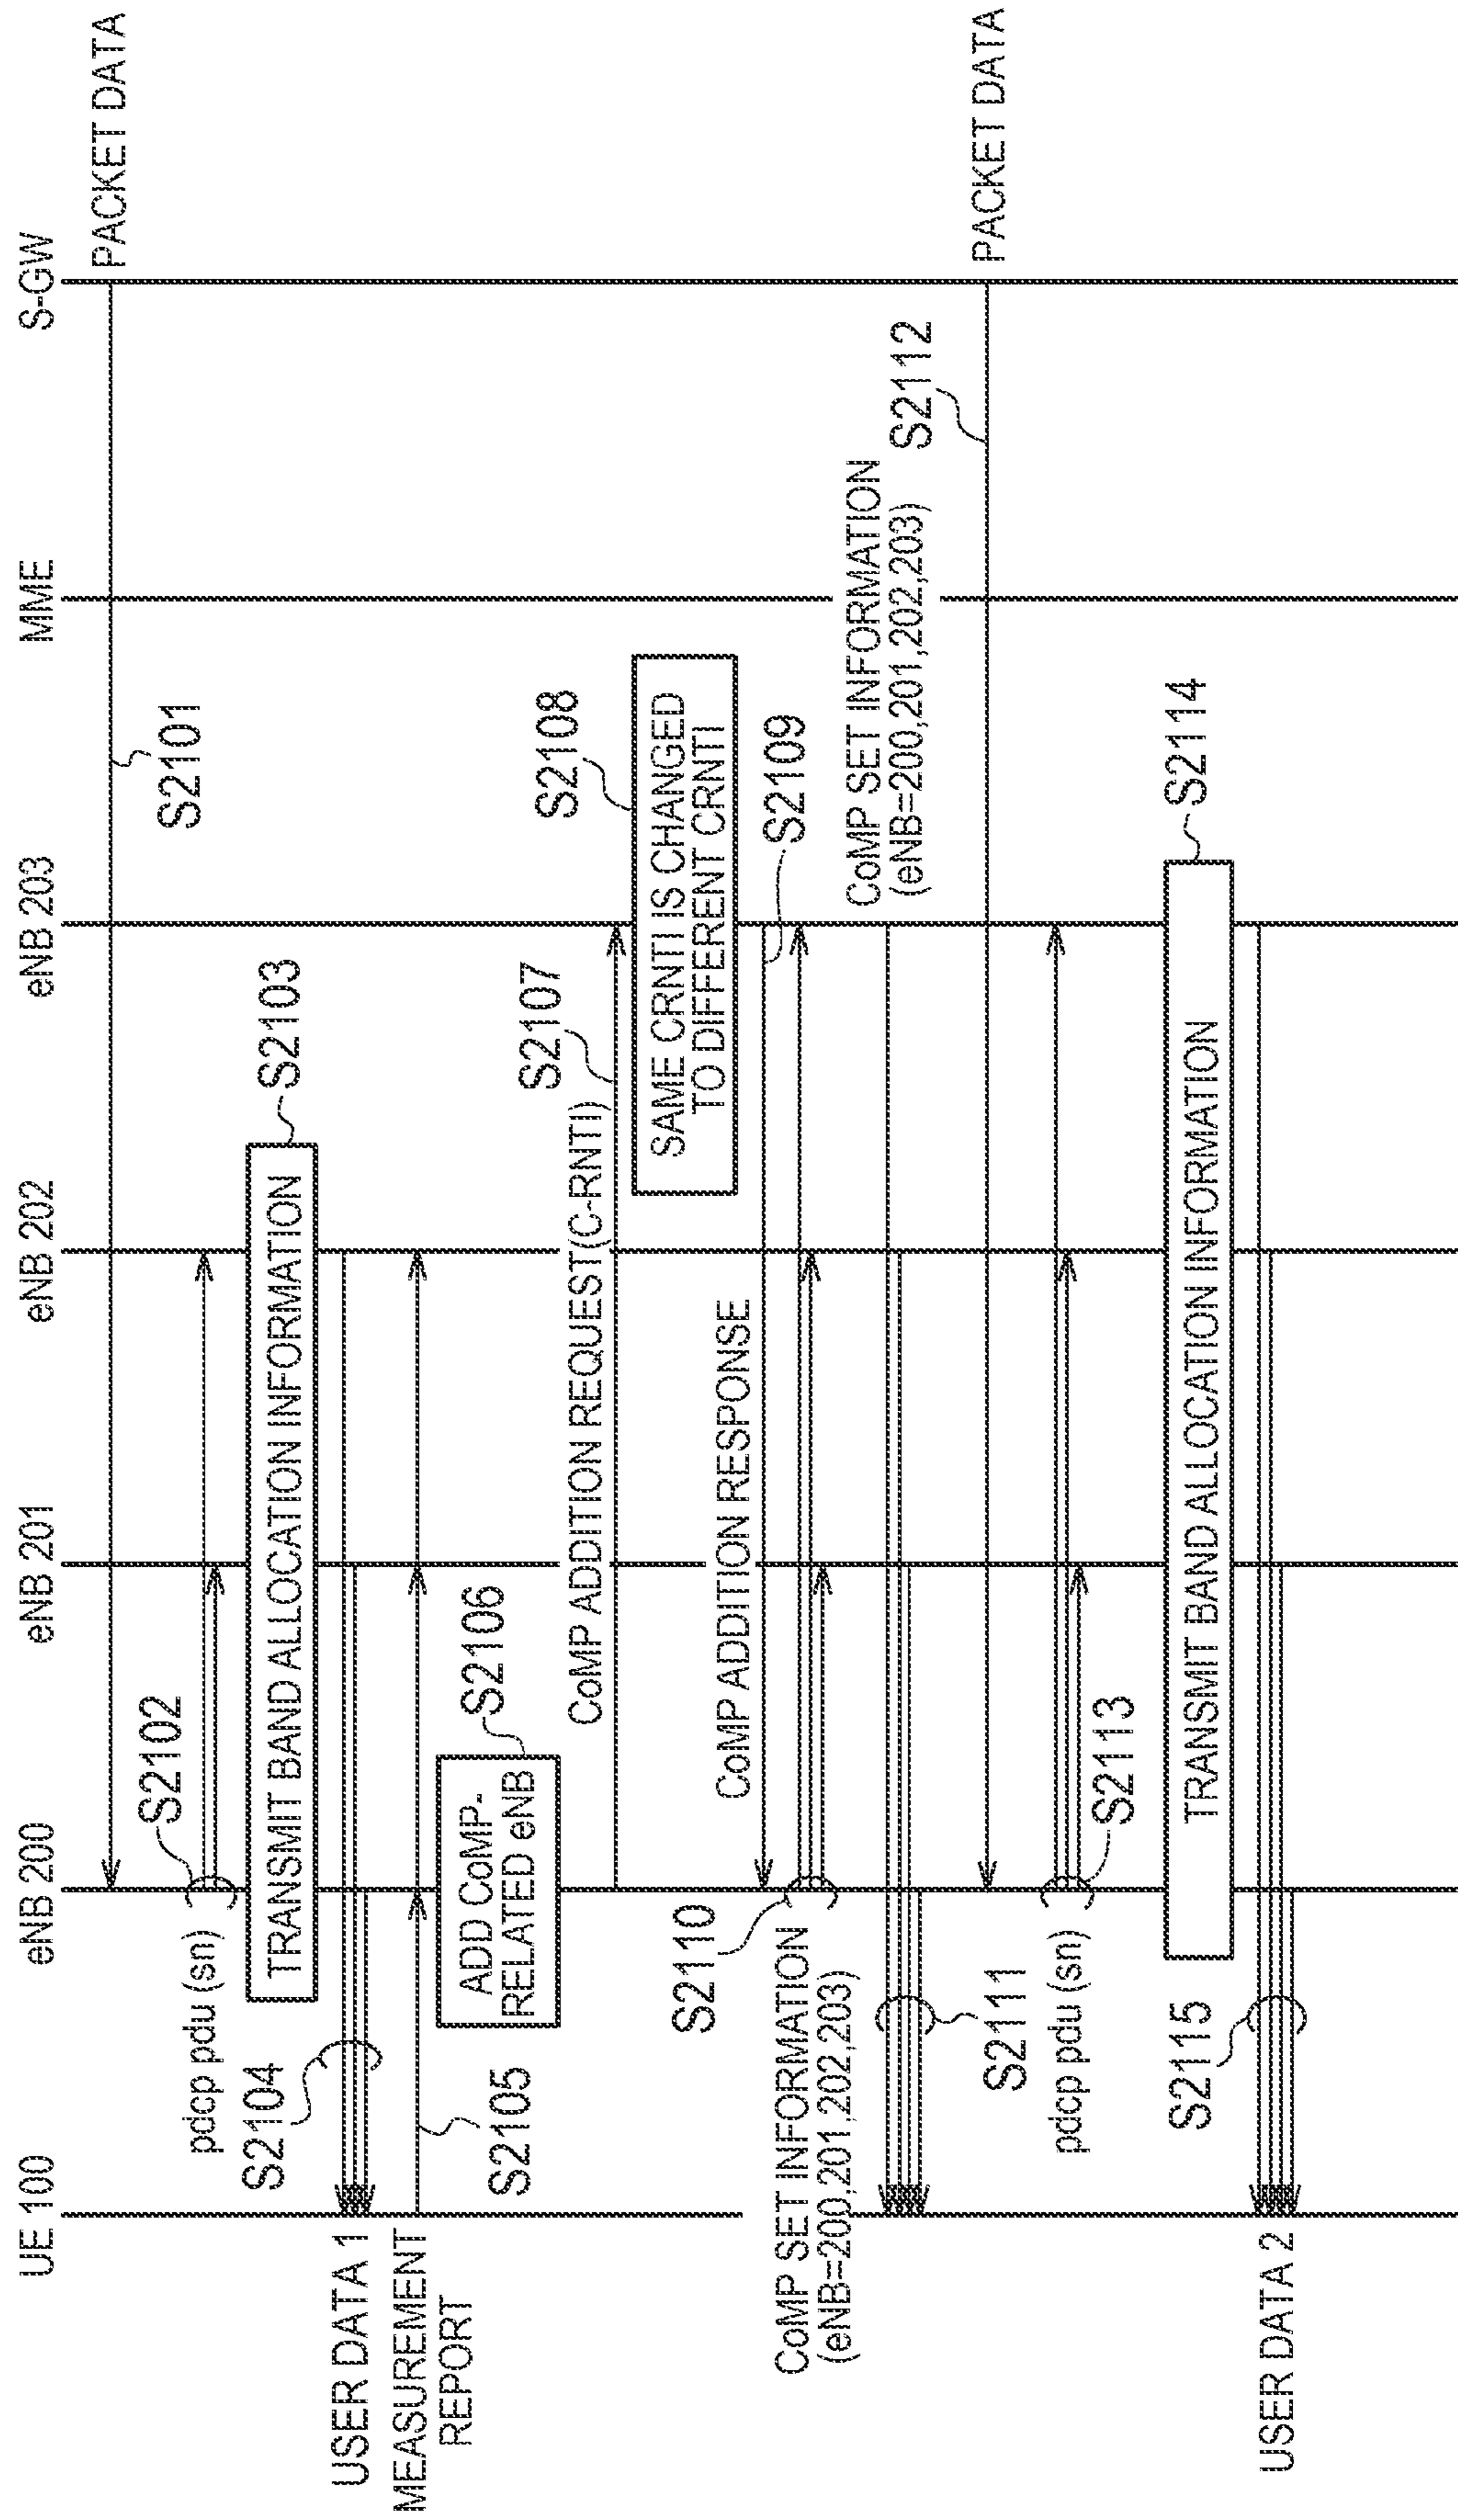 UE 100
eNB 200
eNB 201
eNB 202
eNB 203
MME
S-GW
PACKET DATA
S2101
S2102
pdcp pdu (sn)
TRANSMIT BAND ALLOCATION INFORMATION
S2103
S2104
USER DATA 1
MEASUREMENT
REPORT
S2105
ADD CoMP-
RELATED eNB
S2106
CoMP ADDITION REQUEST(C-RNTI)
S2107
SAME CRNTI IS CHANGED
TO DIFFERENT CRNTI
S2108
CoMP ADDITION RESPONSE
S2109
S2110
CoMP SET INFORMATION
(eNB=200,201,202,203)
CoMP SET INFORMATION
(eNB=200,201,202,203)
S2111
S2112
PACKET DATA
pdcp pdu (sn)
S2113
TRANSMIT BAND ALLOCATION INFORMATION
S2114
S2115
USER DATA 2